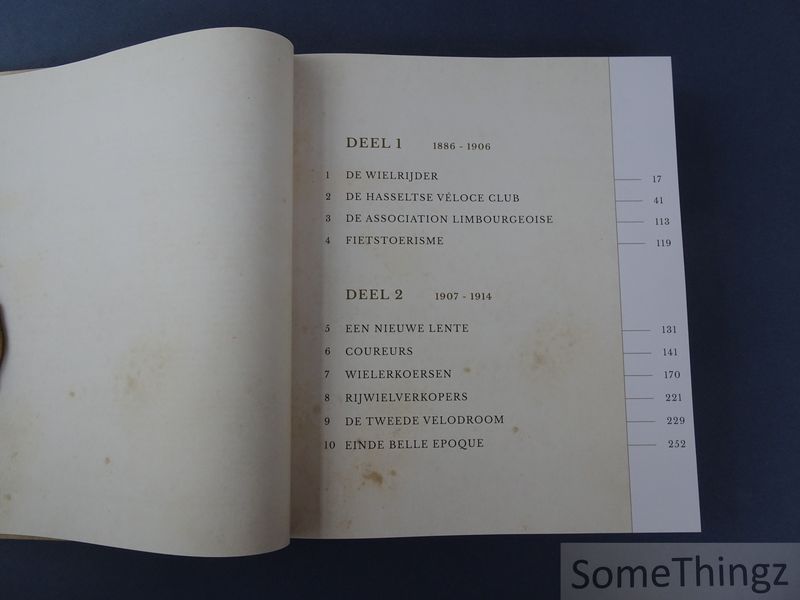 DEEL 1 1886 - 1906
1 DE WIELRIJDER 17
2 DE HASSELTSE VÉLOCE CLUB 41
3 DE ASSOCIATION LIMBOURGEOISE 113
4 FIETSTOERISME 119
DEEL 2 1907 - 1914
5 EEN NIEUWE LENTE 131
6 COUREURS 141
7 WIELERKOERSEN 170
8 RIJWIELVERKOPERS 221
9 DE TWEEDE VELODROOM 229
10 EINDE BELLE EPOQUE 252
SomeThingz